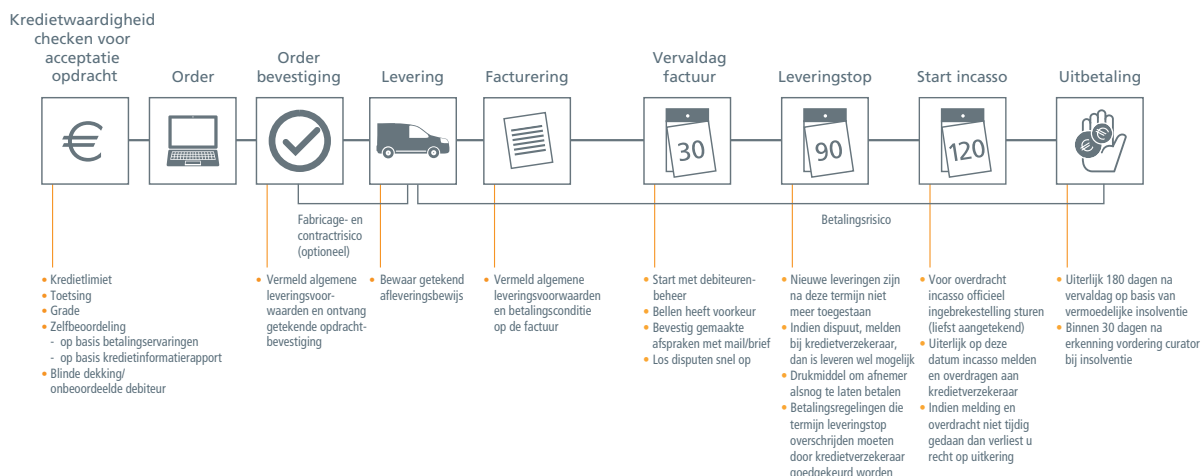 Kredietwaardigheid
checken voor
acceptatie
opdracht
Order
Order
bevestiging
Levering
Facturering
Vervaldag
factuur
Leveringstop
Start incasso
Uitbetaling
€
30
90
120
€
€
Fabricage- en
contractrisico
(optioneel)
Betalingsrisico
• Kredietlimiet
• Toetsing
• Grade
• Zelfbeoordeling
- op basis betalingservaringen
- op basis kredietinformatierapport
• Blinde dekking/
onbeoordeelde debiteur
• Vermeld algemene
leveringsvoor-
waarden en ontvang
getekende opdracht-
bevestiging
• Bewaar getekend
afleveringsbewijs
• Vermeld algemene
leveringsvoorwaarden
en betalingsconditie
op de factuur
• Start met debiteuren-
beheer
• Bellen heeft voorkeur
• Bevestig gemaakte
afspraken met mail/brief
• Los disputen snel op
• Nieuwe leveringen zijn
na deze termijn niet
meer toegestaan
• Indien dispuut, melden
bij kredietverzekeraar,
dan is leveren wel mogelijk
• Drukmiddel om afnemer
alsnog te laten betalen
• Betalingsregelingen die
termijn leveringstop
overschrijden moeten
door kredietverzekeraar
goedgekeurd worden
• Voor overdracht
incasso officieel
ingebrekestelling sturen
(liefst aangetekend)
• Uiterlijk op deze
datum incasso melden
en overdragen aan
kredietverzekeraar
• Indien melding en
overdracht niet tijdig
gedaan dan verliest u
recht op uitkering
• Uiterlijk 180 dagen na
vervaldag op basis van
vermoedelijke insolventie
• Binnen 30 dagen na
erkenning vordering curator
bij insolventie